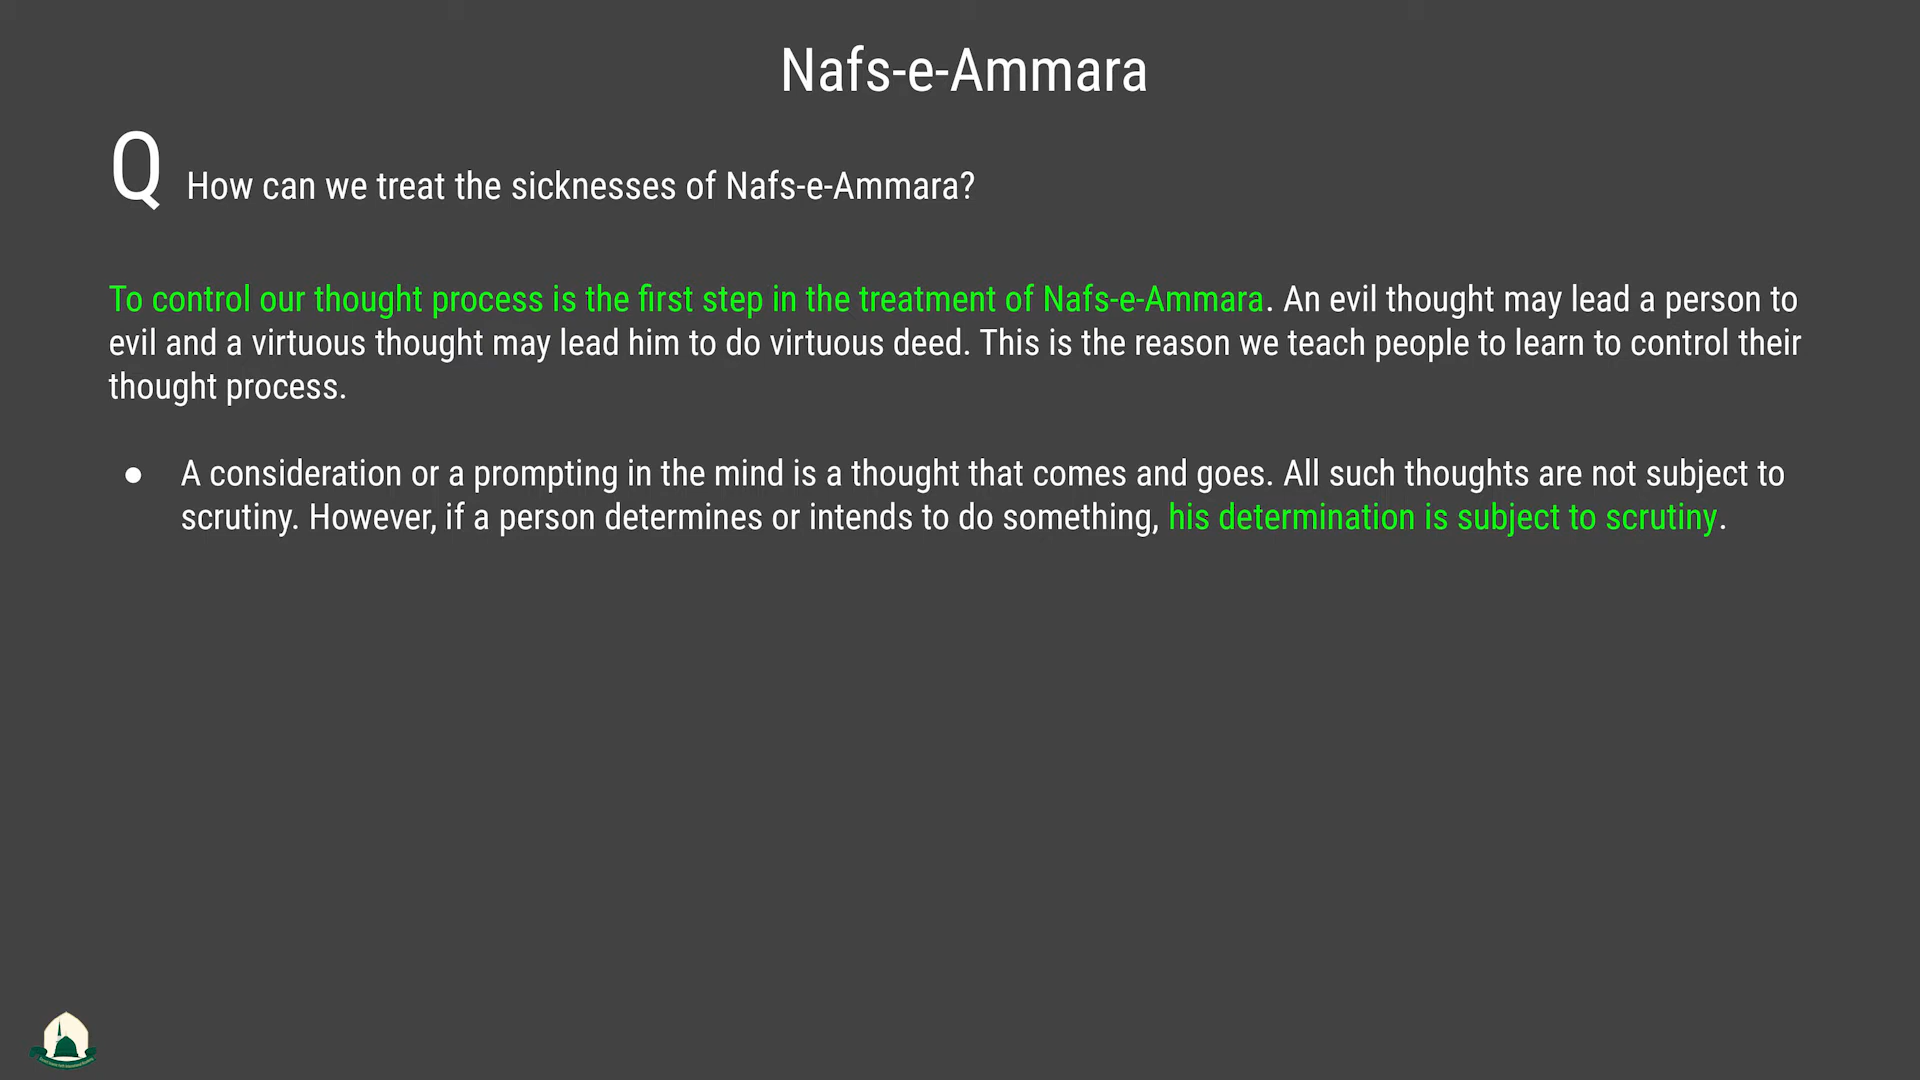 Nafs-e-Ammara
Q How can we treat the sicknesses of Nafs-e-Ammara?
To control our thought process is the first step in the treatment of Nafs-e-Ammara. An evil thought may lead a person to
evil and a virtuous thought may lead him to do virtuous deed. This is the reason we teach people to learn to control their
thought process.
● A consideration or a prompting in the mind is a thought that comes and goes. All such thoughts are not subject to
scrutiny. However, if a person determines or intends to do something, his determination is subject to scrutiny.